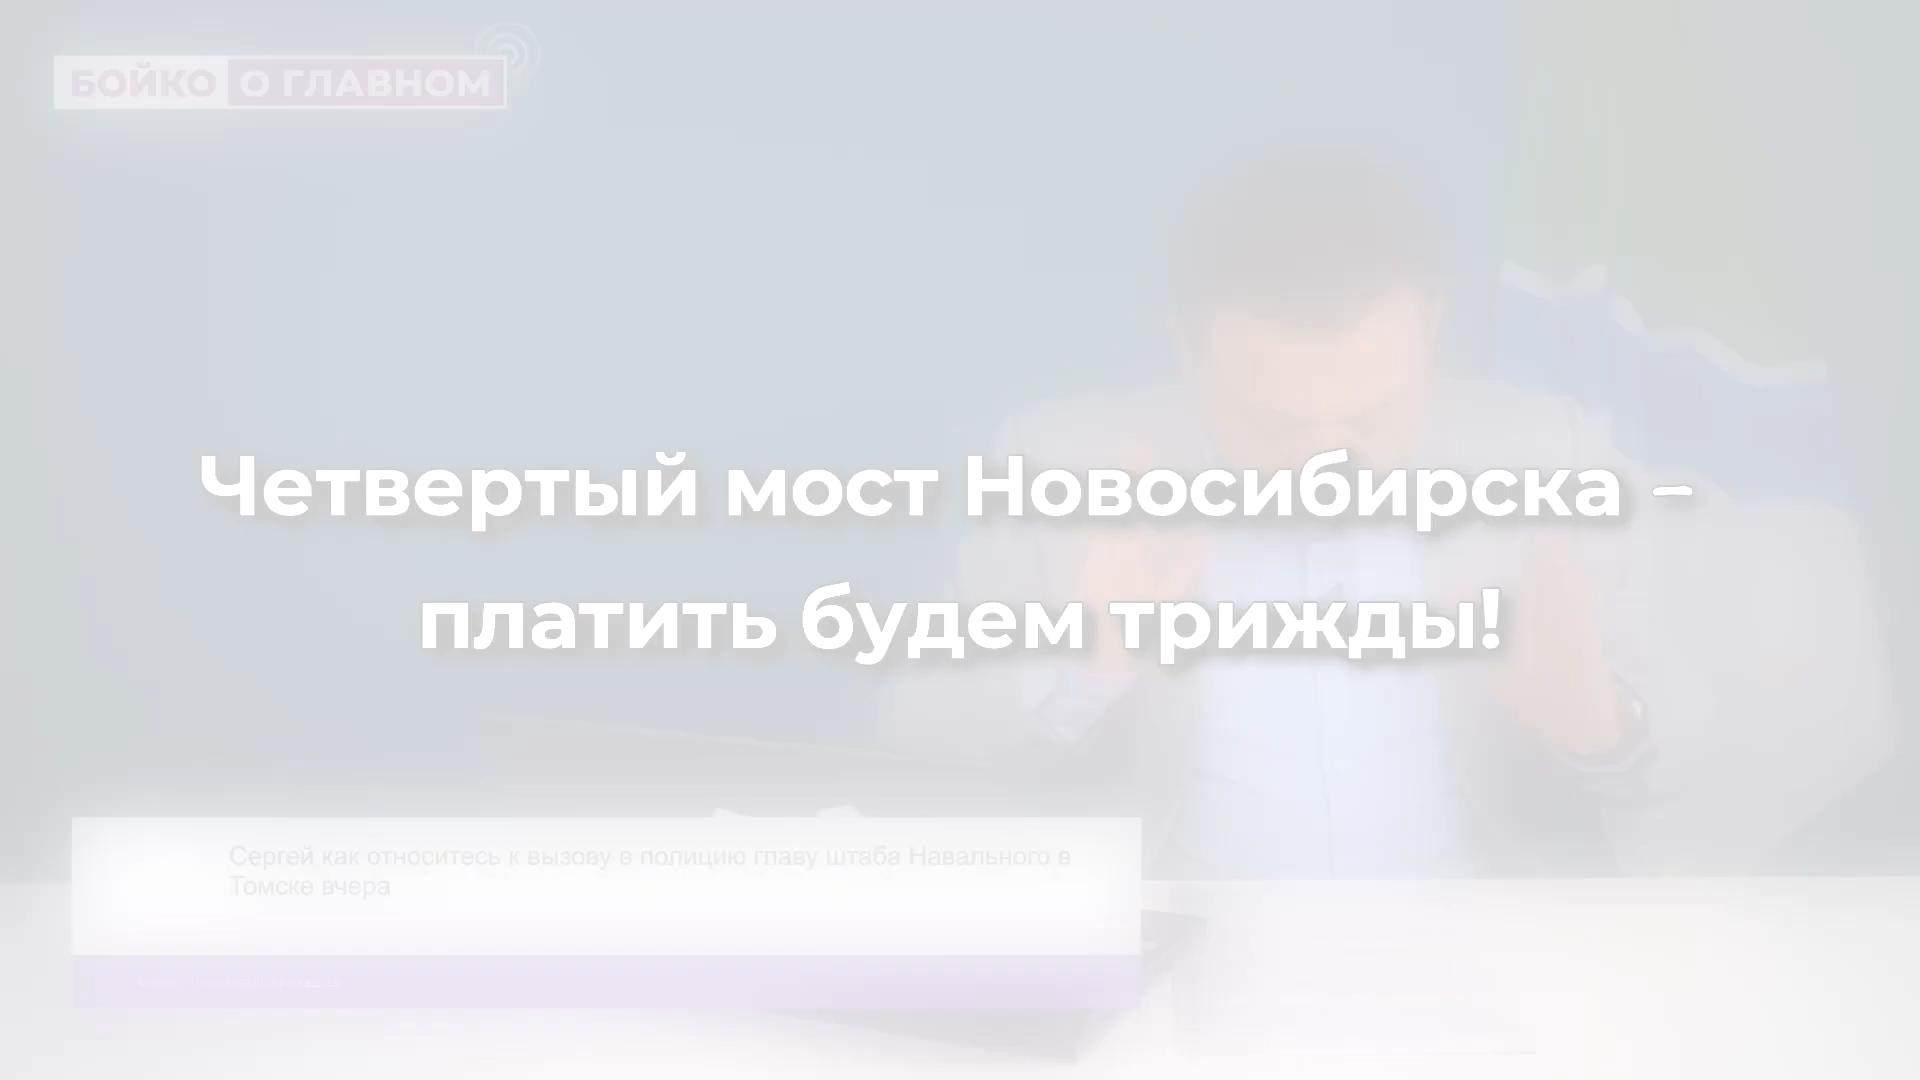 БОЙКО О ГЛАВНОМ
Четвертый мост Новосибирска –
платить будем трижды!
Сергей как относитесь к вызову в полицию главу штаба Навального в
Томске вчера